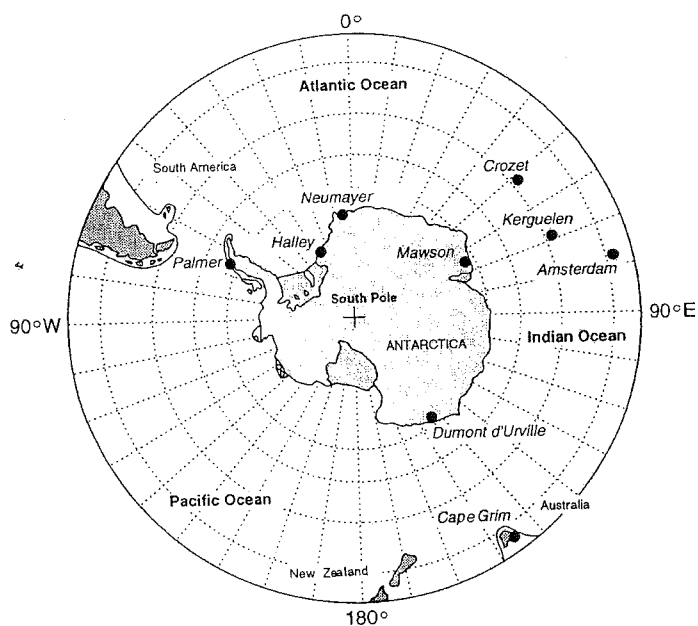 0°
Atlantic Ocean
South America
Crozet
Neumayer
Kerguelen
Halley
Mawson
Palmer
Amsterdam
South Pole
90°W
90°E
ANTARCTICA
Indian Ocean
Dumont d'Urville
Pacific Ocean
Cape Grim
Australia
New Zealand
180°